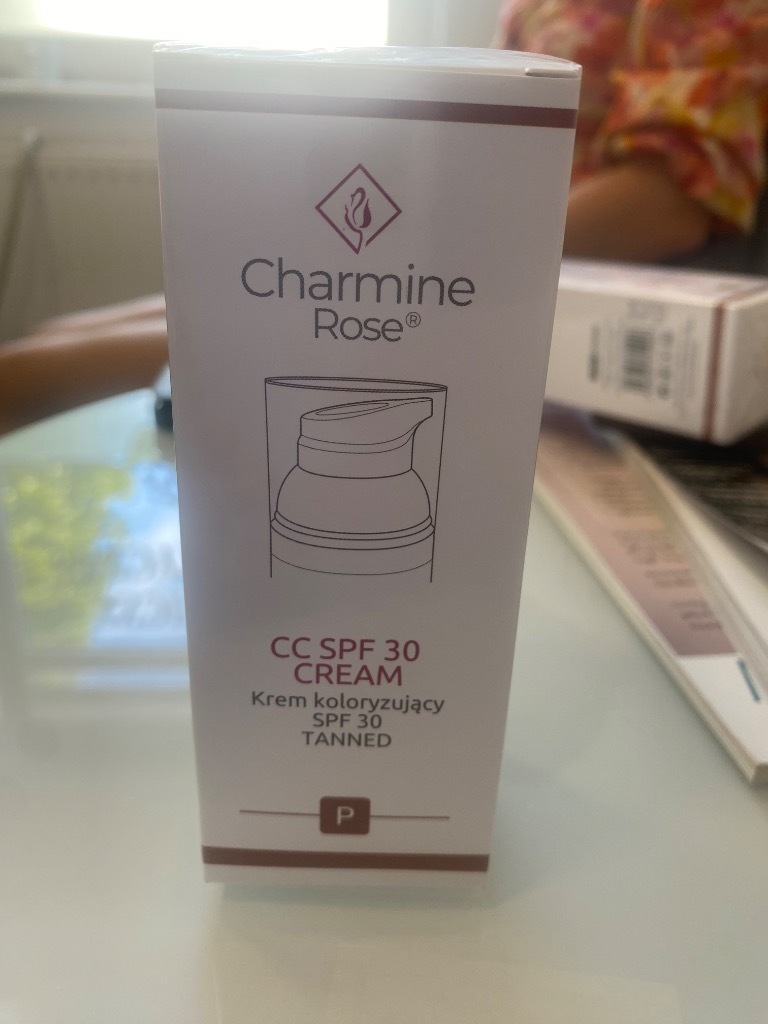 Charmine
Rose®
CC SPF 30
CREAM
Krem koloryzujący
SPF 30
TANNED
P